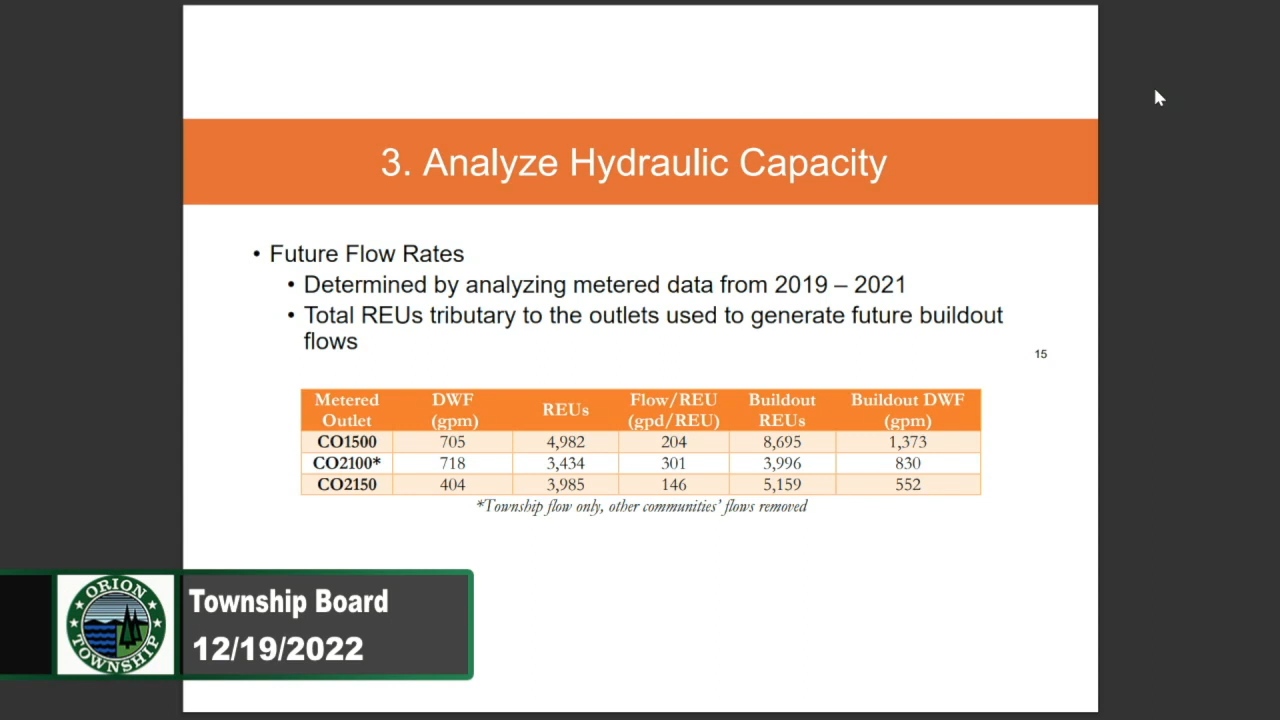 3. Analyze Hydraulic Capacity
• Future Flow Rates
• Determined by analyzing metered data from 2019 – 2021
• Total REUs tributary to the outlets used to generate future buildout
flows
15
Metered Outlet DWF (gpm) REUs Flow/REU (gpd/REU) Buildout REUs Buildout DWF (gpm)
CO1500 705 4,982 204 8,695 1,373
CO2100* 718 3,434 301 3,996 830
CO2150 404 3,985 146 5,159 552
*Township flow only, other communities' flows removed
ORION
TOWNSHIP
Township Board
12/19/2022